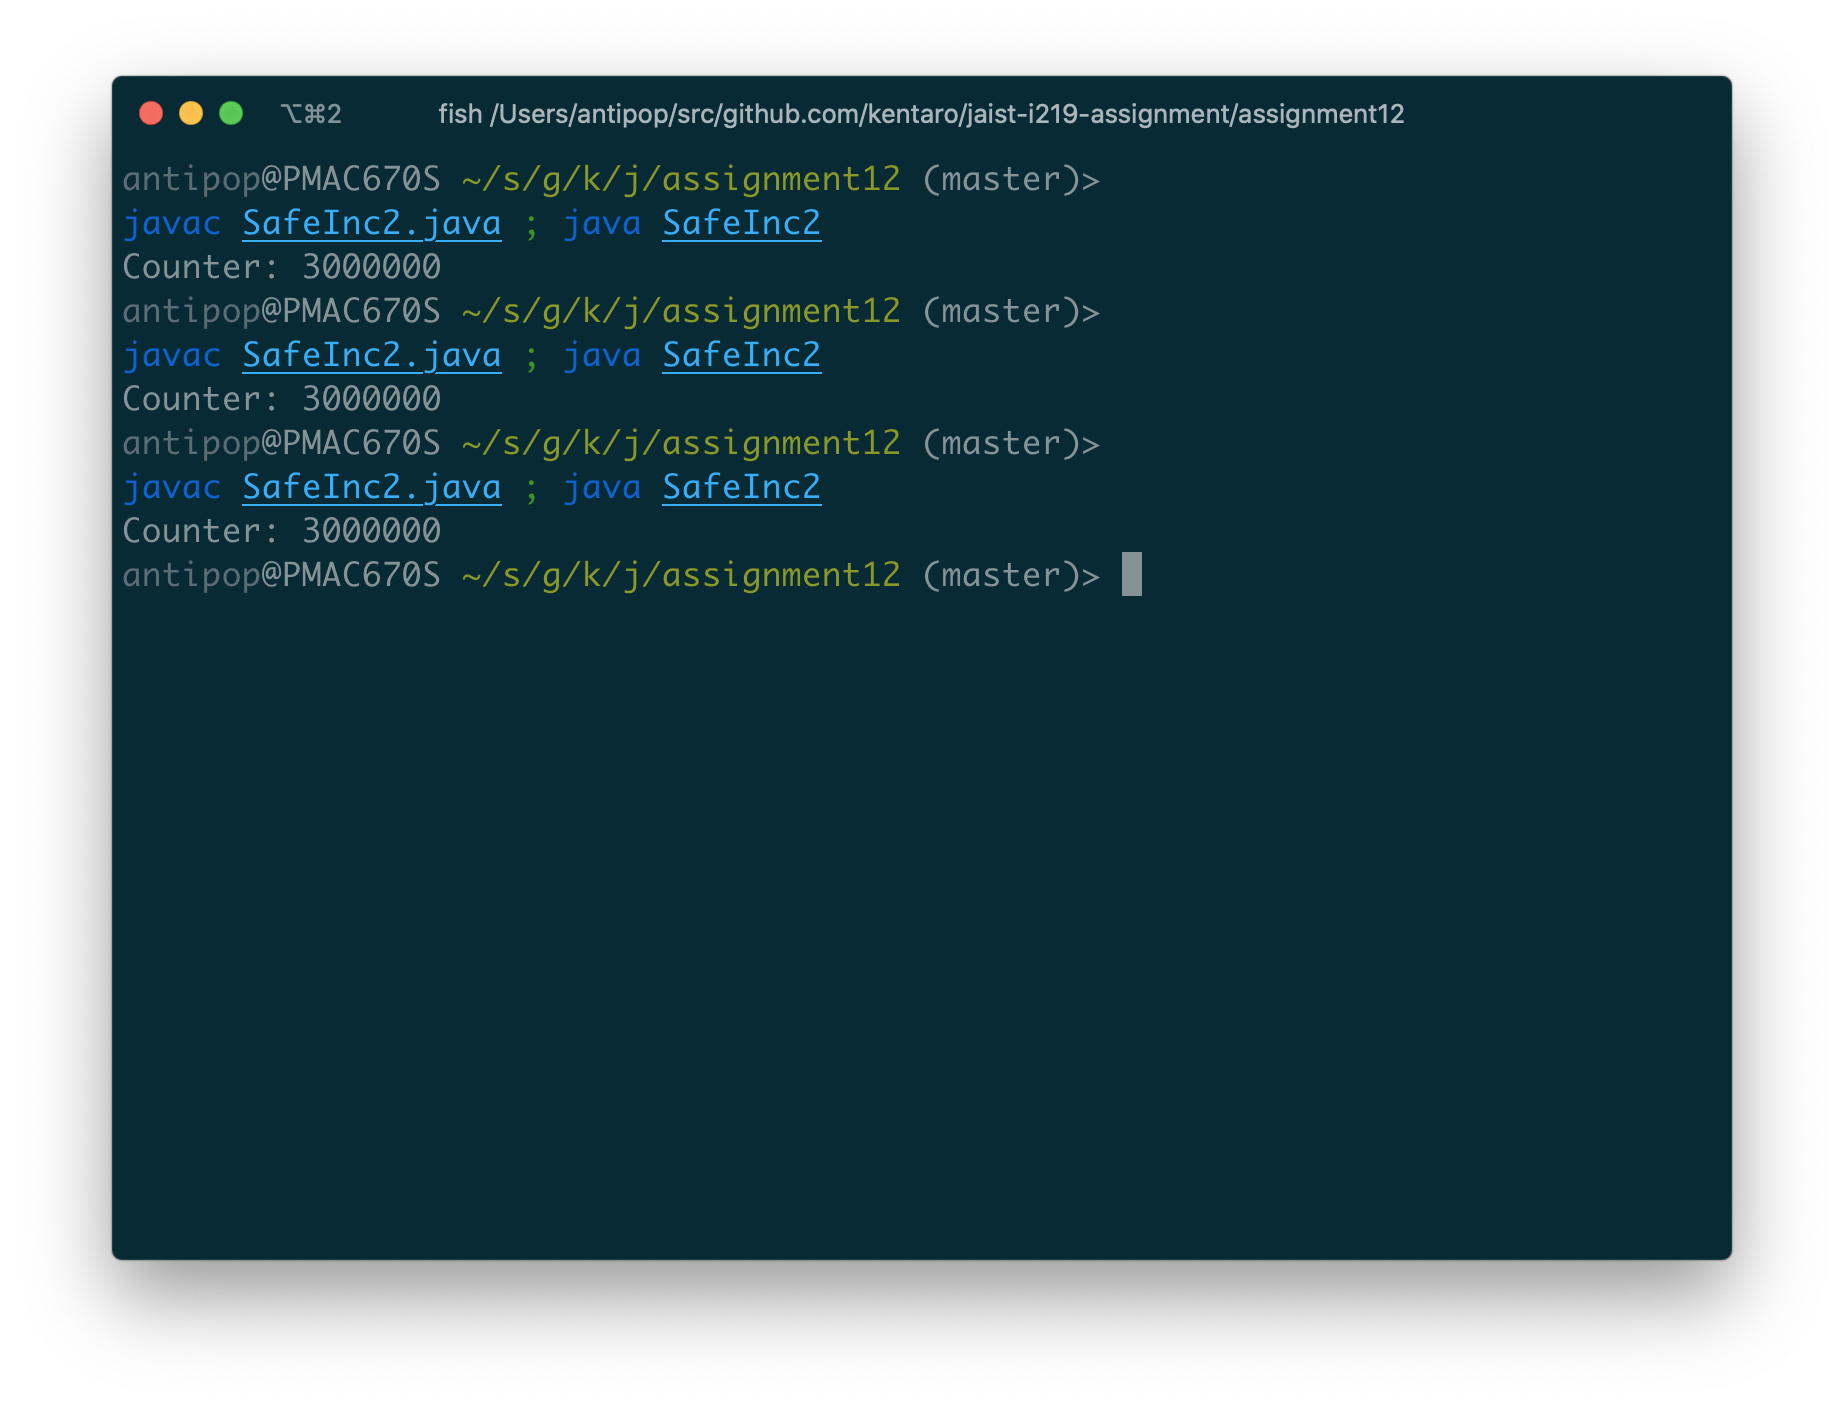 ⌥⌘2 fish /Users/antipop/src/github.com/kentaro/jaist-i219-assignment/assignment12
antipop@PMAC670S ~/s/g/k/j/assignment12 (master)>
javac SafeInc2.java ; java SafeInc2
Counter: 3000000
antipop@PMAC670S ~/s/g/k/j/assignment12 (master)>
javac SafeInc2.java ; java SafeInc2
Counter: 3000000
antipop@PMAC670S ~/s/g/k/j/assignment12 (master)>
javac SafeInc2.java ; java SafeInc2
Counter: 3000000
antipop@PMAC670S ~/s/g/k/j/assignment12 (master)>